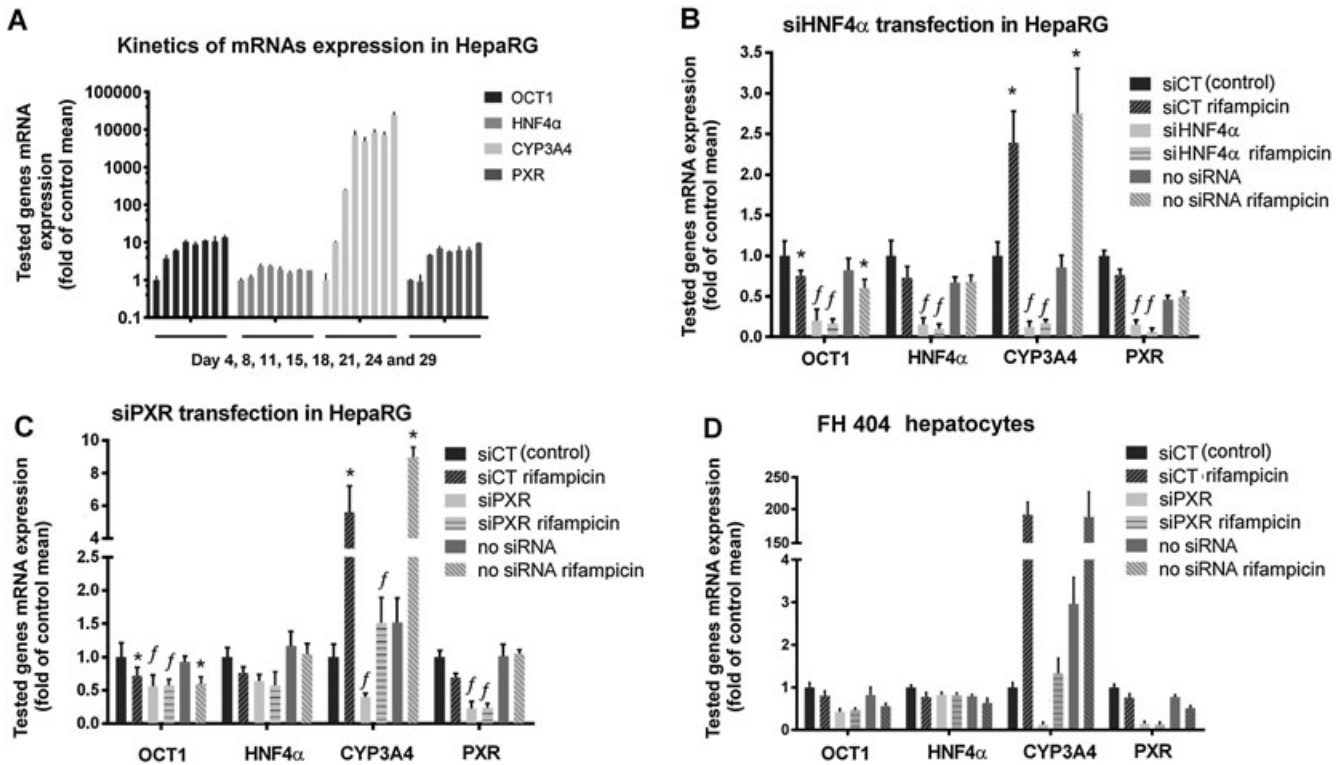 A
Kinetics of mRNAs expression in HepaRG
Tested genes mRNA
expression
(fold of control mean)
100000
10000
1000
100
10
1
0.1
OCT1
HNF4α
CYP3A4
PXR
Day 4, 8, 11, 15, 18, 21, 24 and 29
B
siHNF4α transfection in HepaRG
Tested genes mRNA expression
(fold of control mean)
3.5
3.0
2.5
2.0
1.5
1.0
0.5
0.0
* ƒ ƒ *
ƒ ƒ
* ƒ ƒ *
ƒ ƒ
OCT1 HNF4α CYP3A4 PXR
siCT (control)
siCT rifampicin
siHNF4α
siHNF4α rifampicin
no siRNA
no siRNA rifampicin
C
siPXR transfection in HepaRG
Tested genes mRNA expression
(fold of control mean)
10
8
6
4
2.5
2.0
1.5
1.0
0.5
0.0
* ƒ ƒ *
* ƒ ƒ *
ƒ ƒ
OCT1 HNF4α CYP3A4 PXR
siCT (control)
siCT rifampicin
siPXR
siPXR rifampicin
no siRNA
no siRNA rifampicin
D
FH 404 hepatocytes
Tested genes mRNA expression
(fold of control mean)
250
200
150
50
4
3
2
1
0
OCT1 HNF4α CYP3A4 PXR
siCT (control)
siCT rifampicin
siPXR
siPXR rifampicin
no siRNA
no siRNA rifampicin